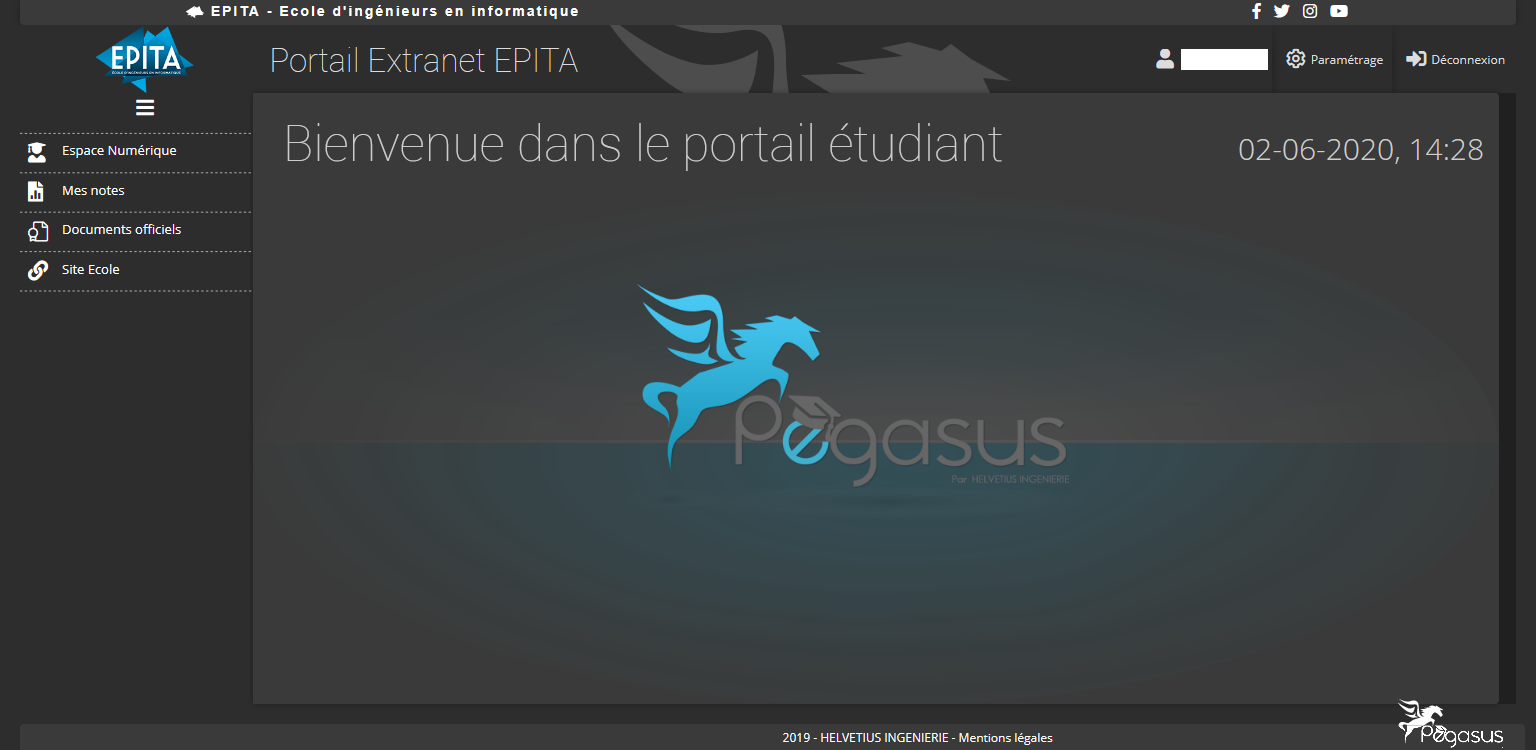 EPITA - Ecole d'ingénieurs en informatique
EPITA
ÉCOLE D'INGÉNIEURS EN INFORMATIQUE
Portail Extranet EPITA
Paramétrage
Déconnexion
Espace Numérique
Mes notes
Documents officiels
Site Ecole
Bienvenue dans le portail étudiant
02-06-2020, 14:28
Pegasus
Par HELVETIUS INGENIERIE
2019 - HELVETIUS INGENIERIE - Mentions légales
Pegasus